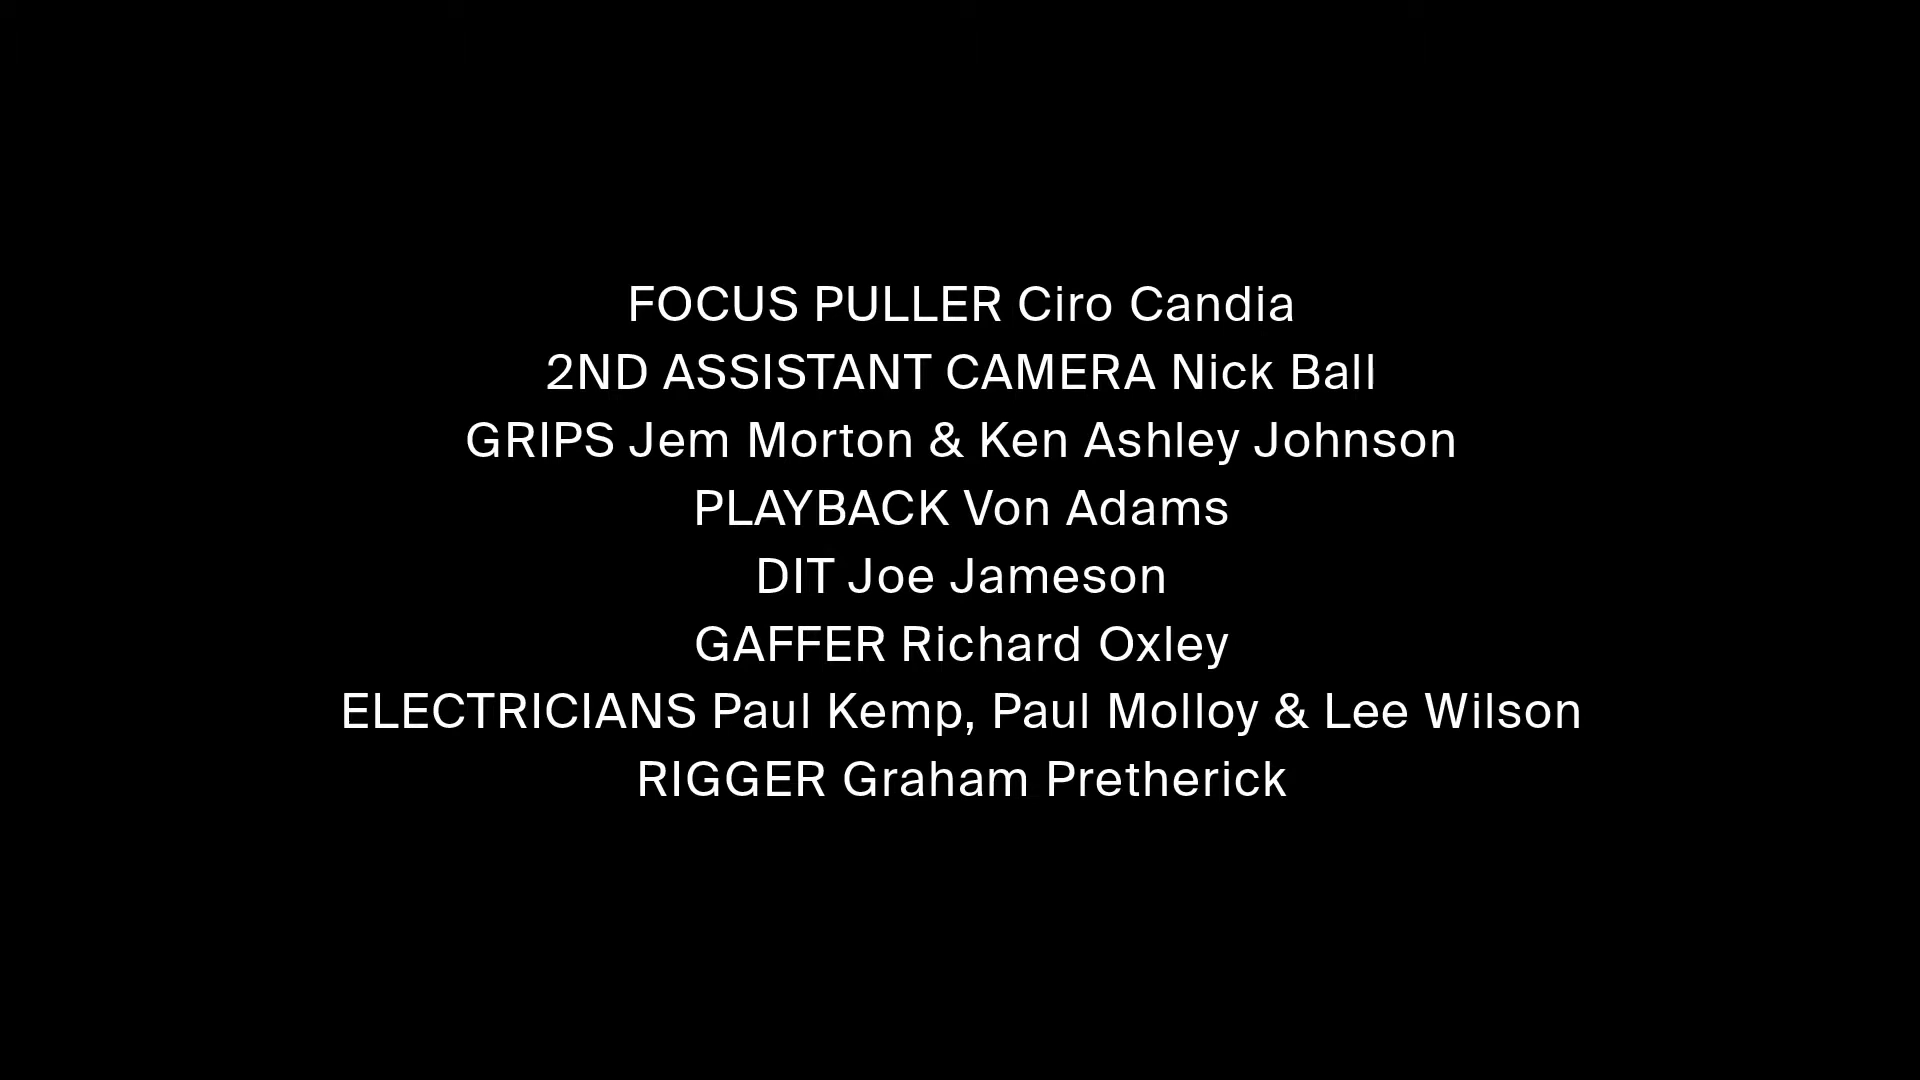 FOCUS PULLER Ciro Candia
2ND ASSISTANT CAMERA Nick Ball
GRIPS Jem Morton & Ken Ashley Johnson
PLAYBACK Von Adams
DIT Joe Jameson
GAFFER Richard Oxley
ELECTRICIANS Paul Kemp, Paul Molloy & Lee Wilson
RIGGER Graham Pretherick